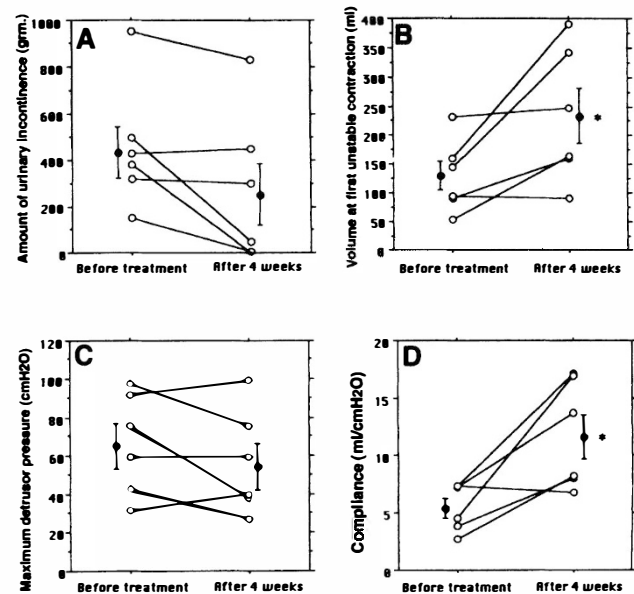 A
Amount of urinary incontinence (grm.)
1000
800
600
400
200
0
Before treatment
After 4 weeks
B
Volume at first unstable contraction (ml)
400
350
300
250
200
150
100
50
0
*
Before treatment
After 4 weeks
C
Maximum detrusor pressure (cmH2O)
120
100
80
60
40
20
0
Before treatment
After 4 weeks
D
Compliance (ml/cmH2O)
20
15
10
5
0
*
Before treatment
After 4 weeks